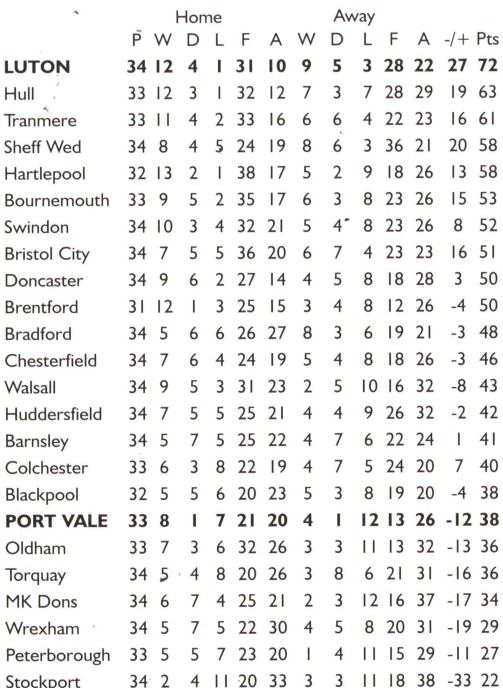 Home Away
P W D L F A W D L F A -/+ Pts
LUTON 34 12 4 1 31 10 9 5 3 28 22 27 72
Hull 33 12 3 1 32 12 7 3 7 28 29 19 63
Tranmere 33 11 4 2 33 16 6 6 4 22 23 16 61
Sheff Wed 34 8 4 5 24 19 8 6 3 36 21 20 58
Hartlepool 32 13 2 1 38 17 5 2 9 18 26 13 58
Bournemouth 33 9 5 2 35 17 6 3 8 23 26 15 53
Swindon 34 10 3 4 32 21 5 4 8 23 26 8 52
Bristol City 34 7 5 5 36 20 6 7 4 23 23 16 51
Doncaster 34 9 6 2 27 14 4 5 8 18 28 3 50
Brentford 31 12 1 3 25 15 3 4 8 12 26 -4 50
Bradford 34 5 6 6 26 27 8 3 6 19 21 -3 48
Chesterfield 34 7 6 4 24 19 5 4 8 18 26 -3 46
Walsall 34 9 5 3 31 23 2 5 10 16 32 -8 43
Huddersfield 34 7 5 5 25 21 4 4 9 26 32 -2 42
Barnsley 34 5 7 5 25 22 4 7 6 22 24 1 41
Colchester 33 6 3 8 22 19 4 7 5 24 20 7 40
Blackpool 32 5 5 6 20 23 5 3 8 19 20 -4 38
PORT VALE 33 8 1 7 21 20 4 1 12 13 26 -12 38
Oldham 33 7 3 6 32 26 3 3 11 13 32 -13 36
Torquay 34 5 4 8 20 26 3 8 6 21 31 -16 36
MK Dons 34 6 7 4 25 21 2 3 12 16 37 -17 34
Wrexham 34 5 7 5 22 30 4 5 8 20 31 -19 29
Peterborough 33 5 5 7 23 20 1 4 11 15 29 -11 27
Stockport 34 2 4 11 20 33 3 3 11 18 38 -33 22